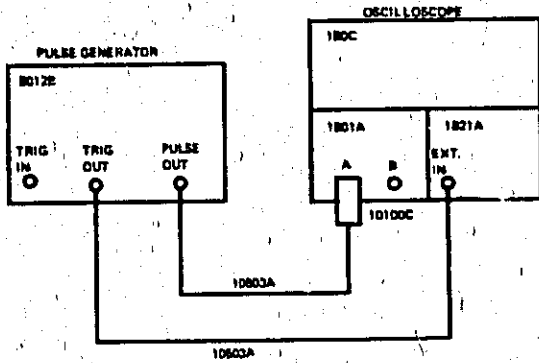 OSCILLOSCOPE
180C
PULSE GENERATOR
8012B
1801A
1821A
TRIG
IN
TRIG
OUT
PULSE
OUT
A
B
EXT.
IN
10100C
10503A
10503A